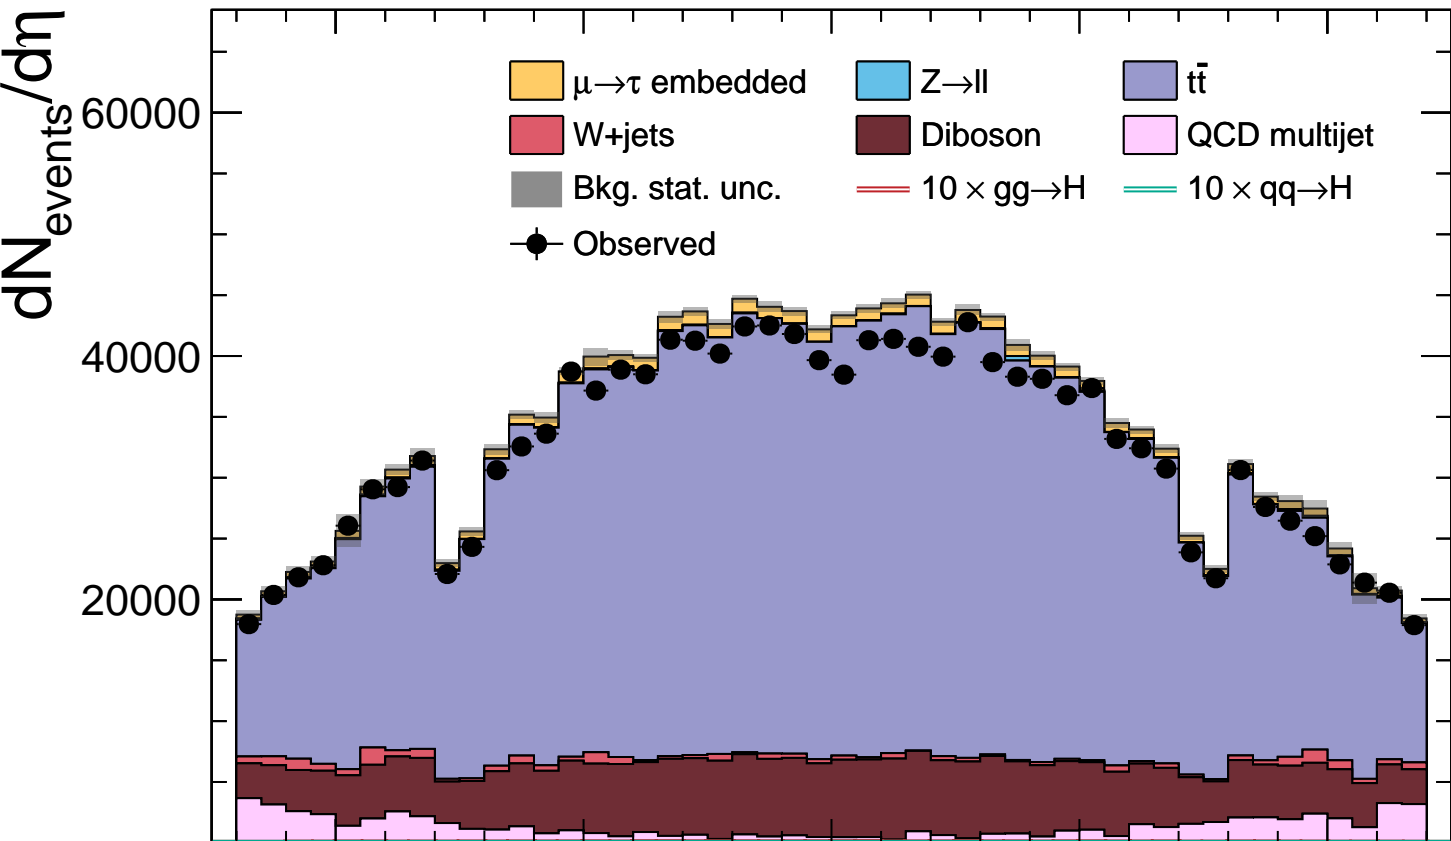 dN_events/dη
60000
40000
20000
μ→τ embedded
Z→ll
tt̄
W+jets
Diboson
QCD multijet
Bkg. stat. unc.
10 × gg→H
10 × qq→H
Observed